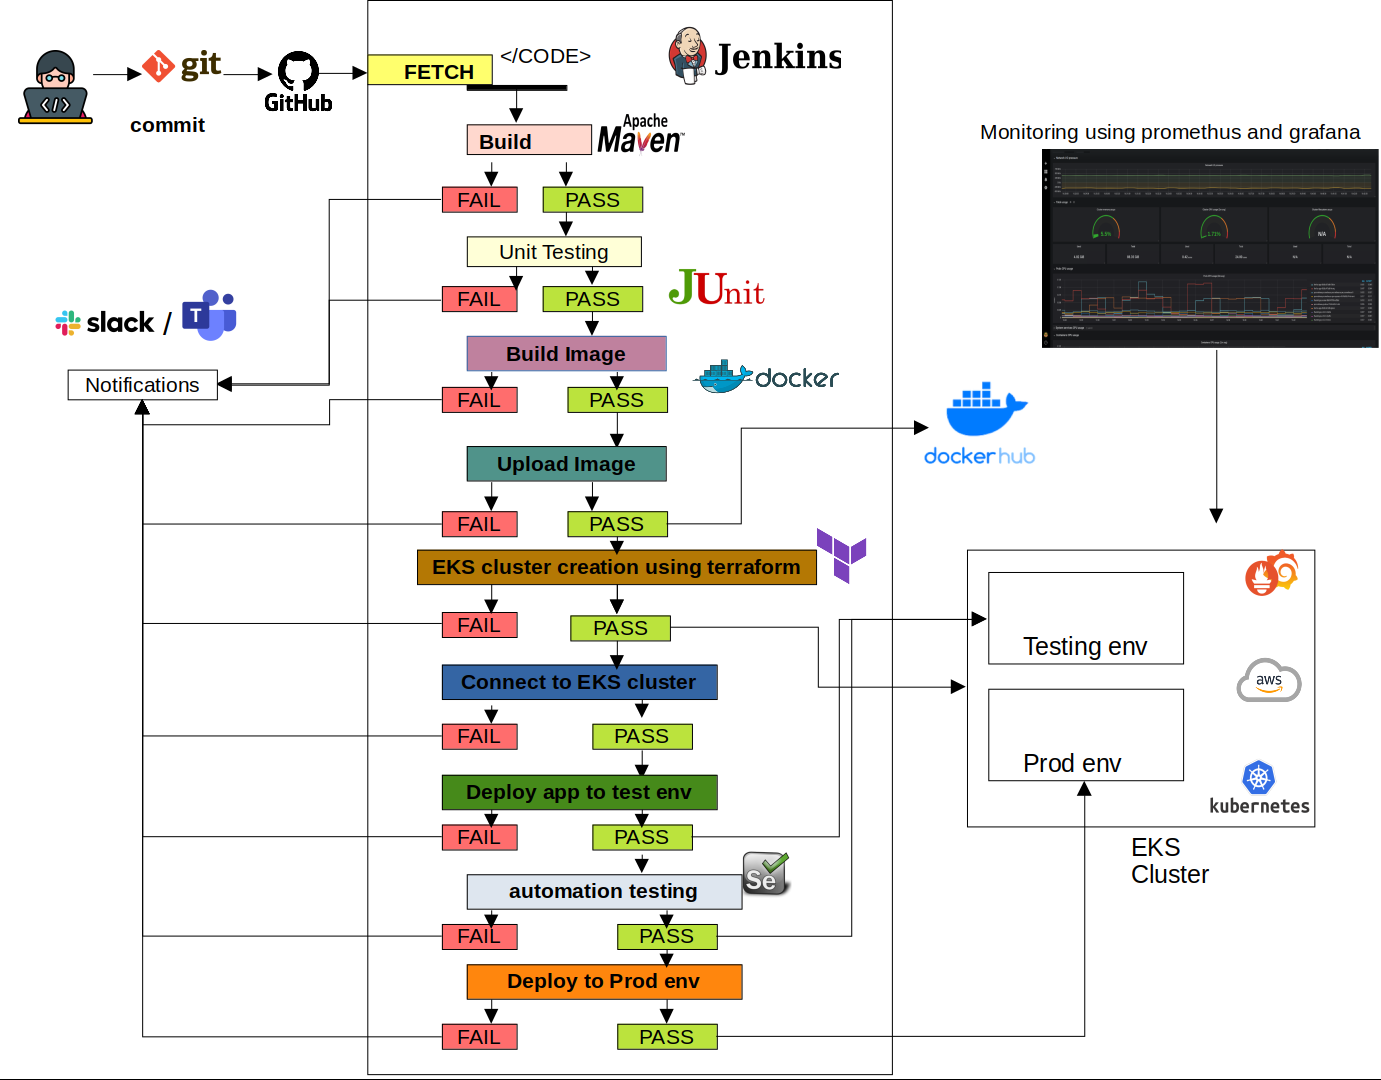 </CODE>
Jenkins
git
FETCH
GitHub
commit
Apache
Maven™
Build
Monitoring using promethus and grafana
FAIL
PASS
Unit Testing
JUnit
FAIL
PASS
slack / T
Build Image
docker
Notifications
FAIL
PASS
dockerhub
Upload Image
FAIL
PASS
EKS cluster creation using terraform
FAIL
PASS
Testing env
Connect to EKS cluster
aws
FAIL
PASS
Prod env
Deploy app to test env
kubernetes
FAIL
PASS
EKS
Cluster
Se
automation testing
FAIL
PASS
Deploy to Prod env
FAIL
PASS